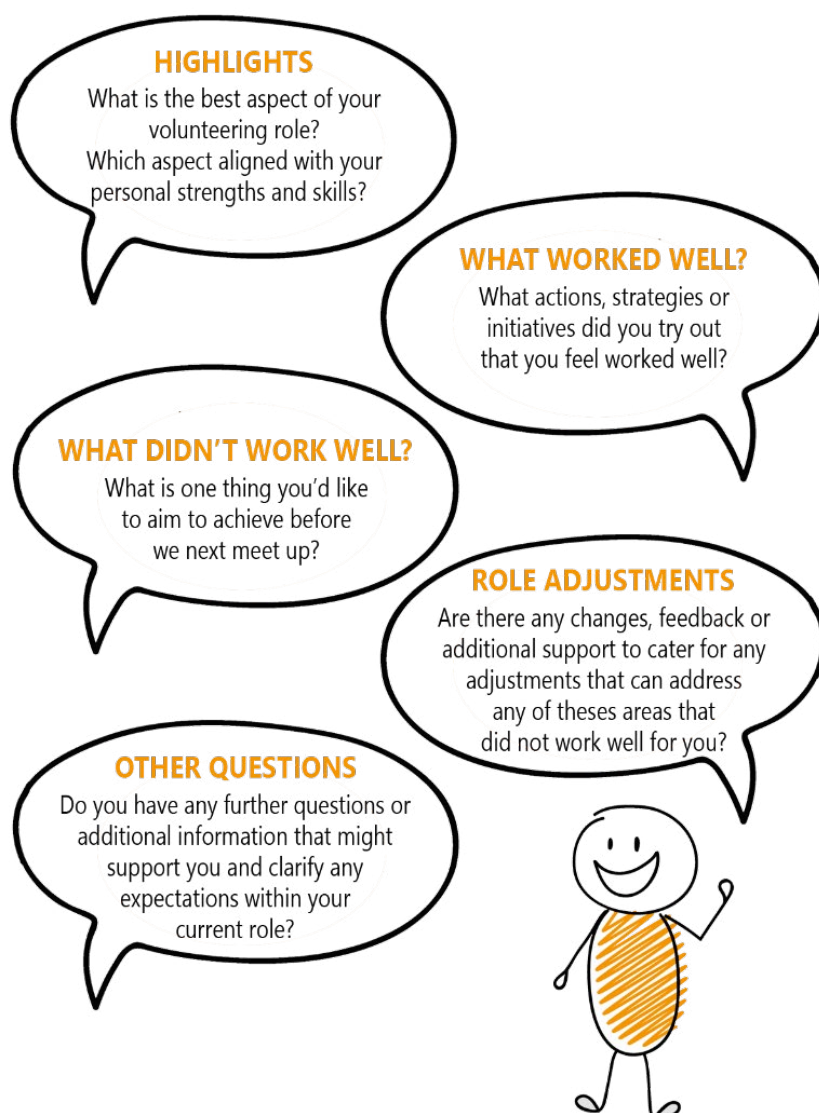 HIGHLIGHTS
What is the best aspect of your
volunteering role?
Which aspect aligned with your
personal strengths and skills?
WHAT WORKED WELL?
What actions, strategies or
initiatives did you try out
that you feel worked well?
WHAT DIDN'T WORK WELL?
What is one thing you'd like
to aim to achieve before
we next meet up?
ROLE ADJUSTMENTS
Are there any changes, feedback or
additional support to cater for any
adjustments that can address
any of theses areas that
did not work well for you?
OTHER QUESTIONS
Do you have any further questions or
additional information that might
support you and clarify any
expectations within your
current role?